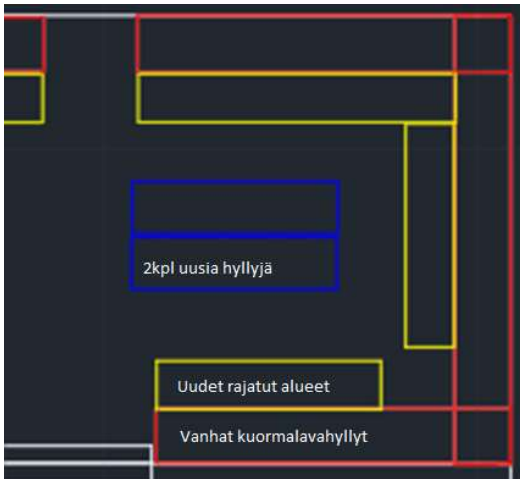 2kpl uusia hyllyjä
Uudet rajatut alueet
Vanhat kuormalavahyllyt